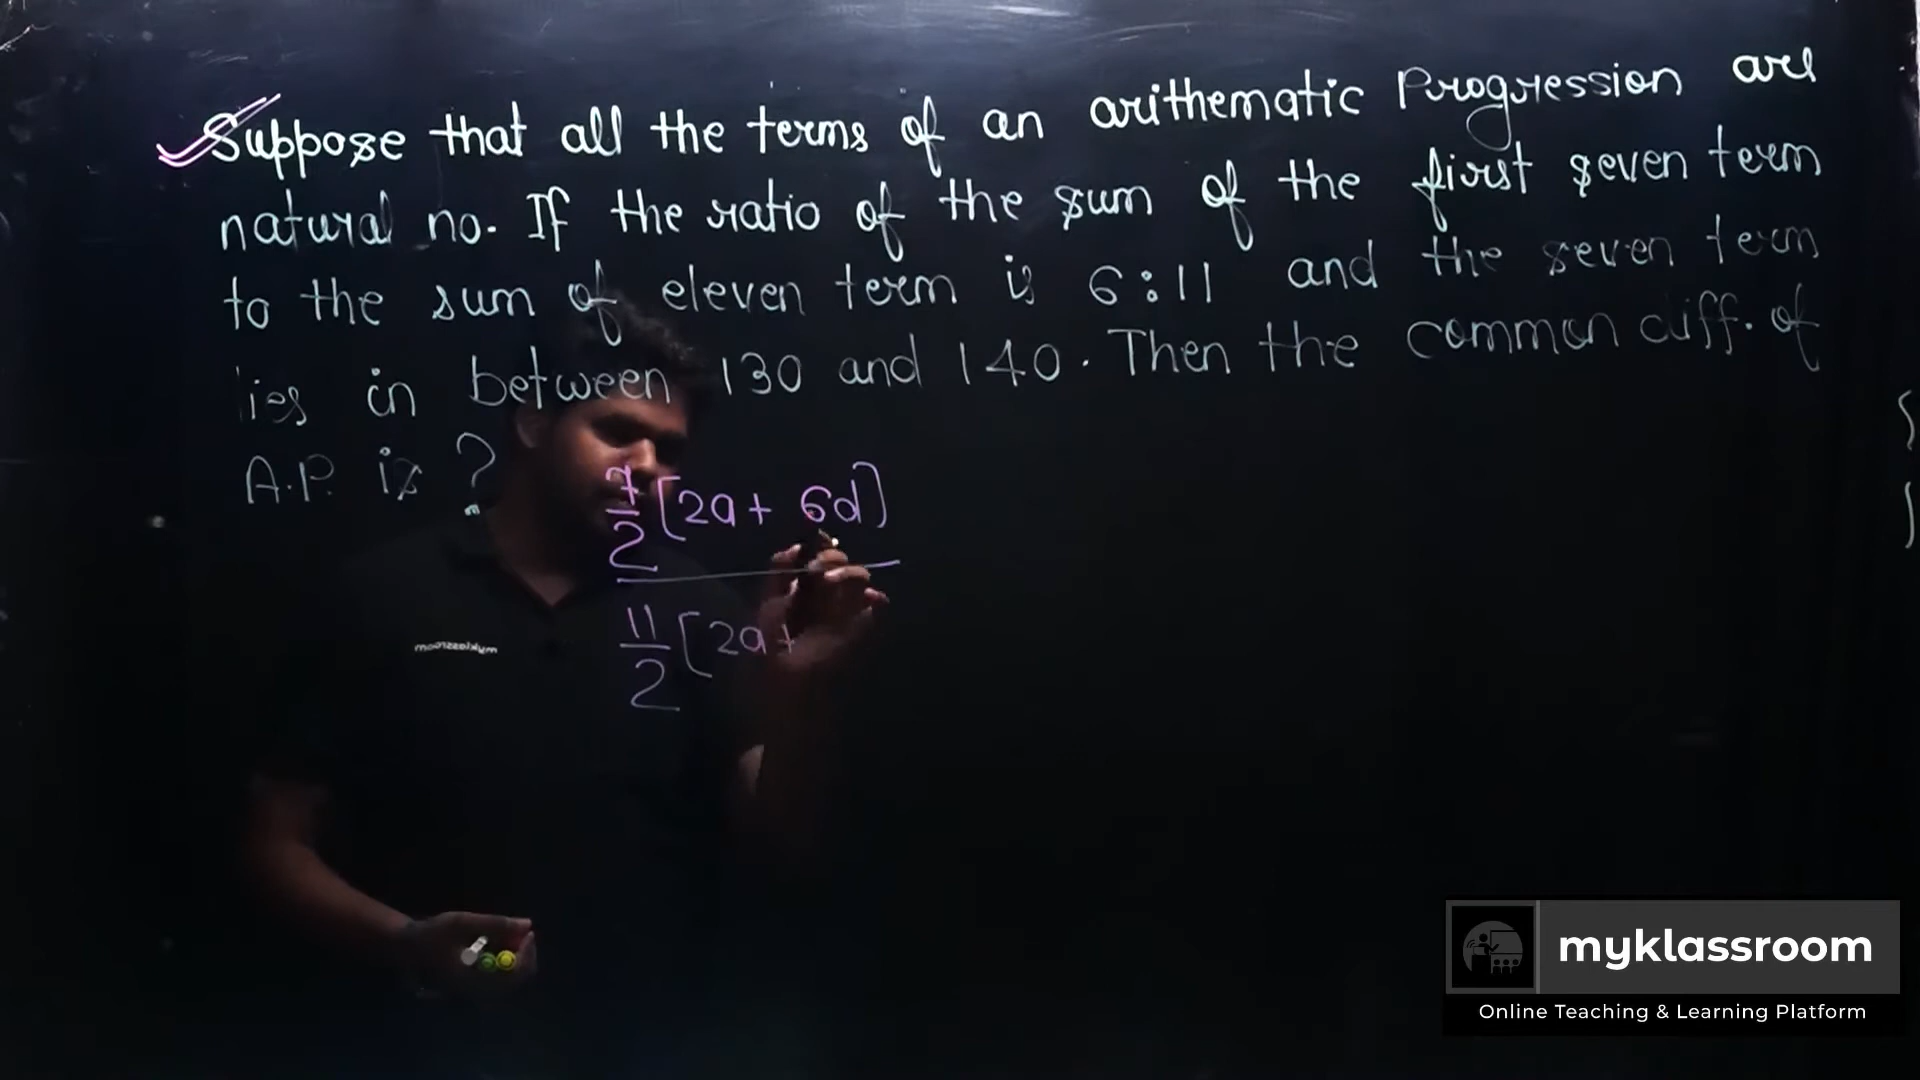 Suppose that all the terms of an arithematic Progression are
natural no. If the ratio of the sum of the first seven term
to the sum of eleven term is 6:11 and the seven term
lies in between 130 and 140. Then the common diff. of
A.P. is ?
7/2 [2a + 6d]
11/2 [2a +
myklassroom
myklassroom
Online Teaching & Learning Platform